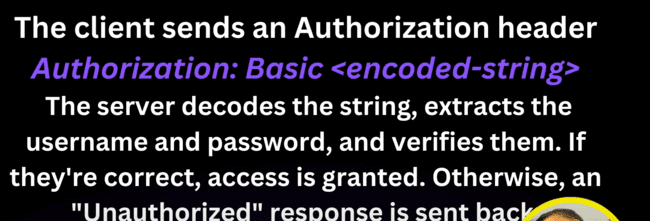 The client sends an Authorization header
Authorization: Basic <encoded-string>
The server decodes the string, extracts the
username and password, and verifies them. If
they're correct, access is granted. Otherwise, an
"Unauthorized" response is sent back